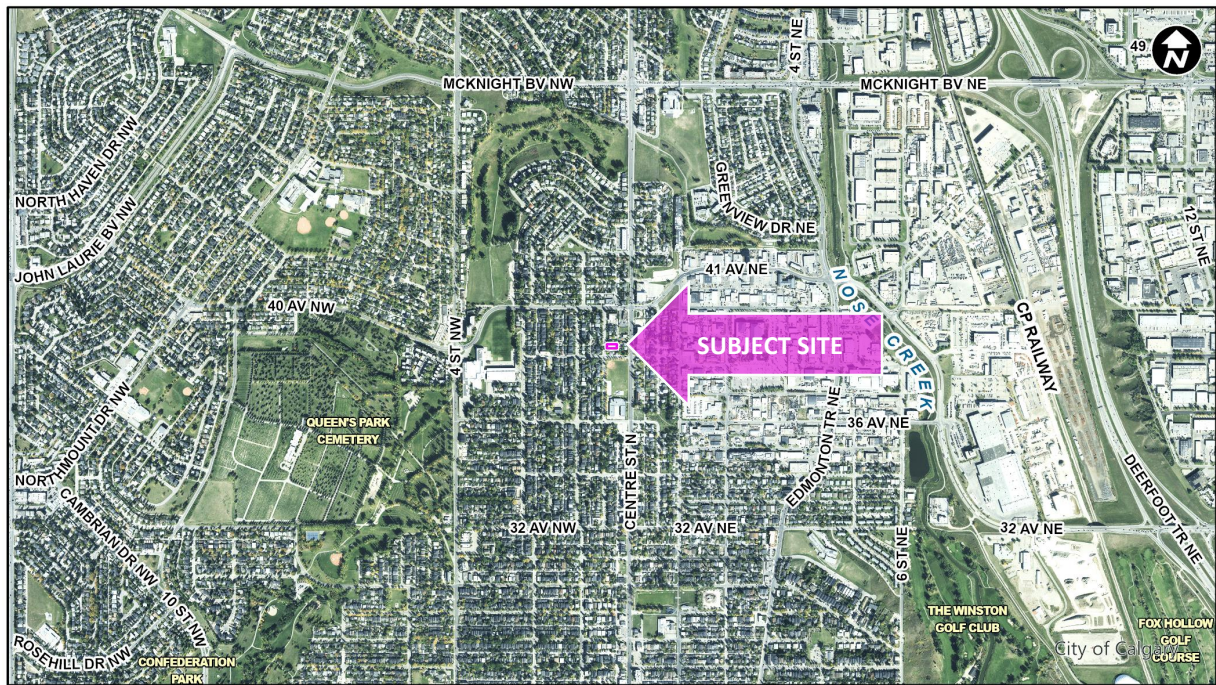 49
N
4 ST NE
MCKNIGHT BV NW
MCKNIGHT BV NE
NORTH HAVEN DR NW
GREENVIEW DR NE
12 ST NE
JOHN LAURIE BV NW
41 AV NE
NOSE CREEK
40 AV NW
CP RAILWAY
4 ST NW
SUBJECT SITE
NORTHMOUNT DR NW
QUEEN'S PARK
CEMETERY
EDMONTON TR NE
36 AV NE
CENTRE ST N
DEERFOOT TR NE
CAMBRIAN DR NW
32 AV NW
32 AV NE
32 AV NE
6 ST NE
10 ST NW
THE WINSTON
GOLF CLUB
FOX HOLLOW
GOLF
COURSE
ROSEHILL DR NW
CONFEDERATION
PARK
City of Calgary